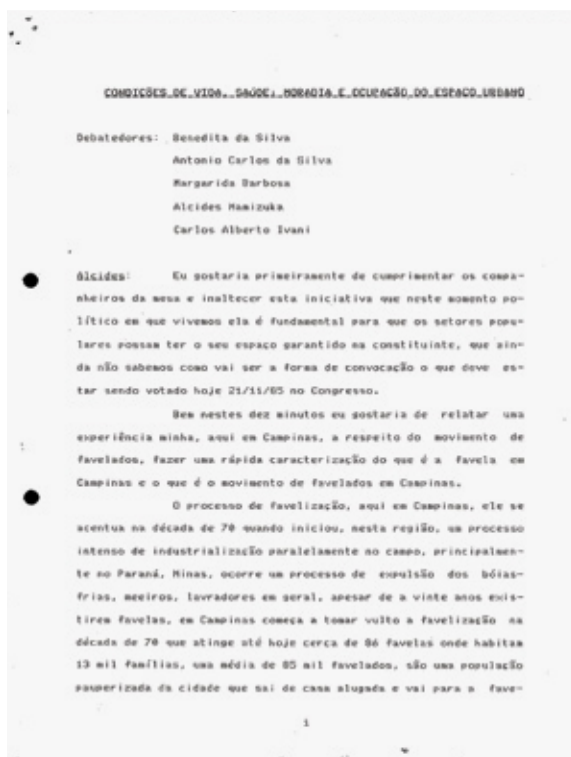 CONDIÇÕES DE VIDA, SAÚDE, MORADIA E OCUPAÇÃO DO ESPAÇO URBANO
Debatedores: Benedita da Silva
Antonio Carlos da Silva
Margarida Barbosa
Alcides Mamizuka
Carlos Alberto Ivani
Alcides: Eu gostaria primeiramente de cumprimentar os compa-
nheiros da mesa e inaltecer esta iniciativa que neste momento po-
lítico em que vivemos ela é fundamental para que os setores popu-
lares possam ter o seu espaço garantido na constituinte, que ain-
da não sabemos como vai ser a forma de convocação o que deve es-
tar sendo votado hoje 21/11/85 no Congresso.
Bem nestes dez minutos eu gostaria de relatar uma
experiência minha, aqui em Campinas, a respeito do movimento de
favelados, fazer uma rápida caracterização do que é a favela em
Campinas e o que é o movimento de favelados em Campinas.
O processo de favelização, aqui em Campinas, ele se
acentua na década de 70 quando iniciou, nesta região, um processo
intenso de industrialização paralelamente no campo, principalmen-
te no Paraná, Minas, ocorre um processo de expulsão dos bóias-
frias, meeiros, lavradores em geral, apesar de a vinte anos exis-
tirem favelas, em Campinas começa a tomar vulto a favelização na
década de 70 que atinge até hoje cerca de 86 favelas onde habitam
13 mil famílias, uma média de 85 mil favelados, são uma população
pauperizada da cidade que sai de casa alugada e vai para a fave-
1